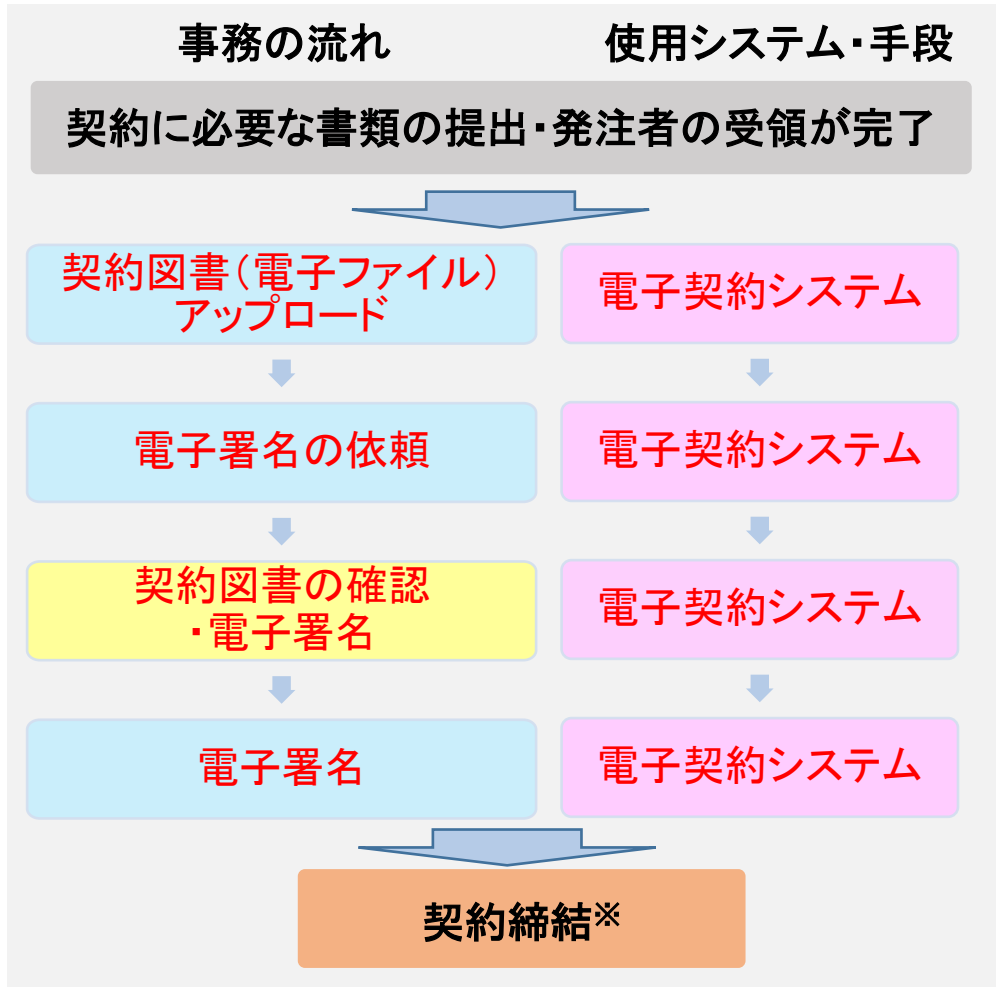 事務の流れ
使用システム・手段
契約に必要な書類の提出・発注者の受領が完了
契約図書（電子ファイル）
アップロード
電子契約システム
電子署名の依頼
電子契約システム
契約図書の確認
・電子署名
電子契約システム
電子署名
電子契約システム
契約締結※